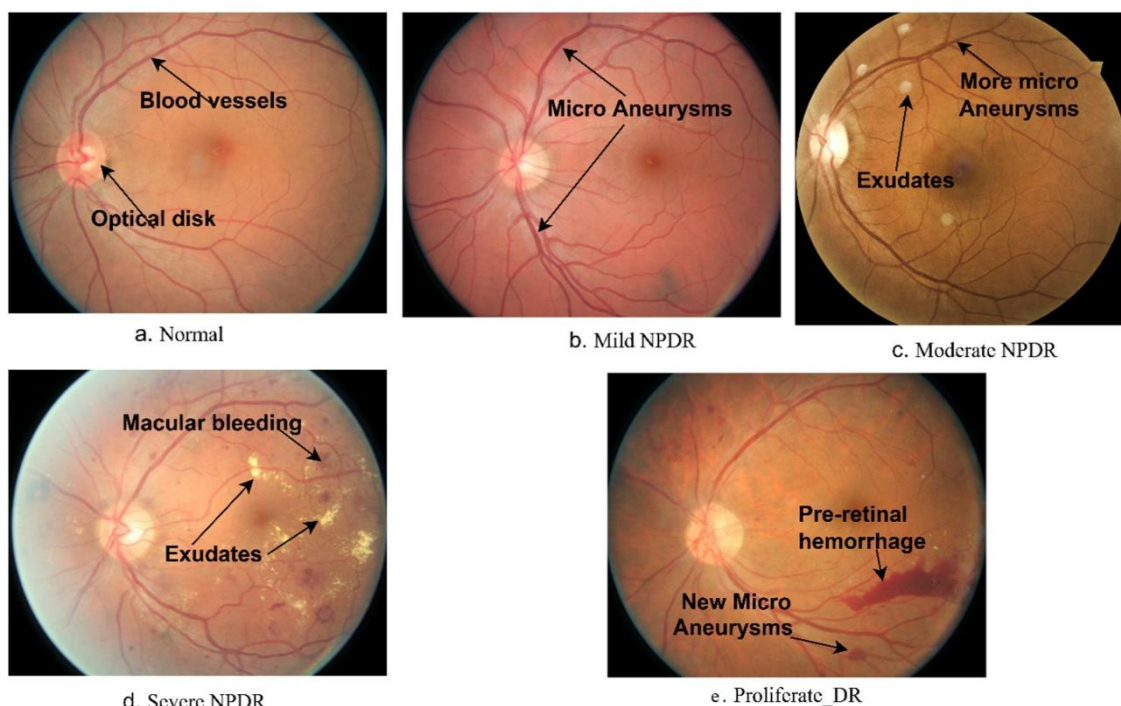 Blood vessels
Optical disk
a. Normal
Micro Aneurysms
b. Mild NPDR
More micro
Aneurysms
Exudates
c. Moderate NPDR
Macular bleeding
Exudates
d. Severe NPDR
Pre-retinal
hemorrhage
New Micro
Aneurysms
e. Proliferate_DR